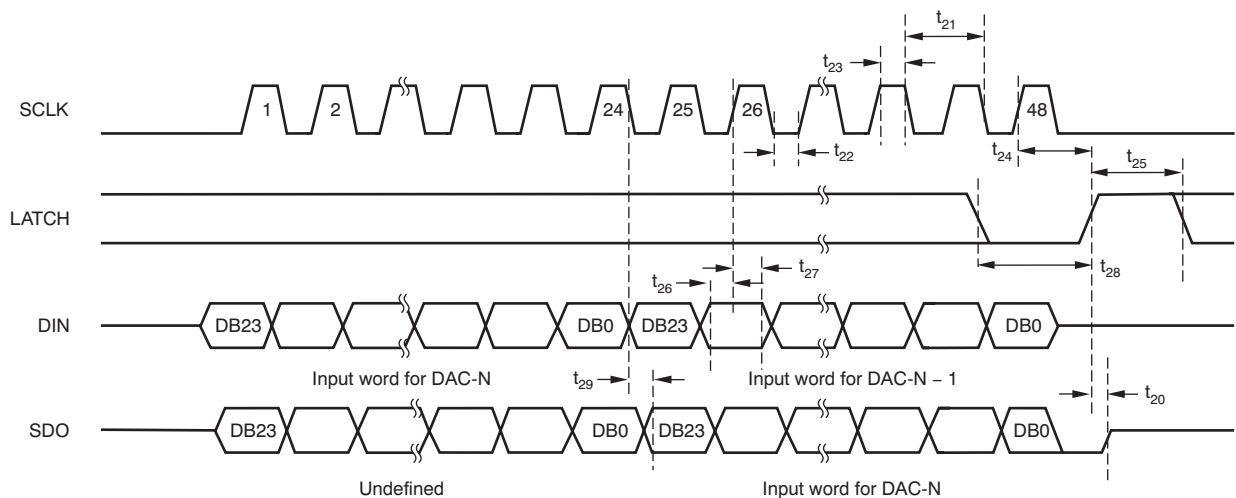 t21
t23
SCLK
1 2 24 25 26 48
t22
t24
t25
LATCH
t28
t27
t26
DIN
DB23 DB0 DB23 DB0
Input word for DAC-N Input word for DAC-N – 1
t29
t20
SDO
DB23 DB0 DB23 DB0
Undefined Input word for DAC-N